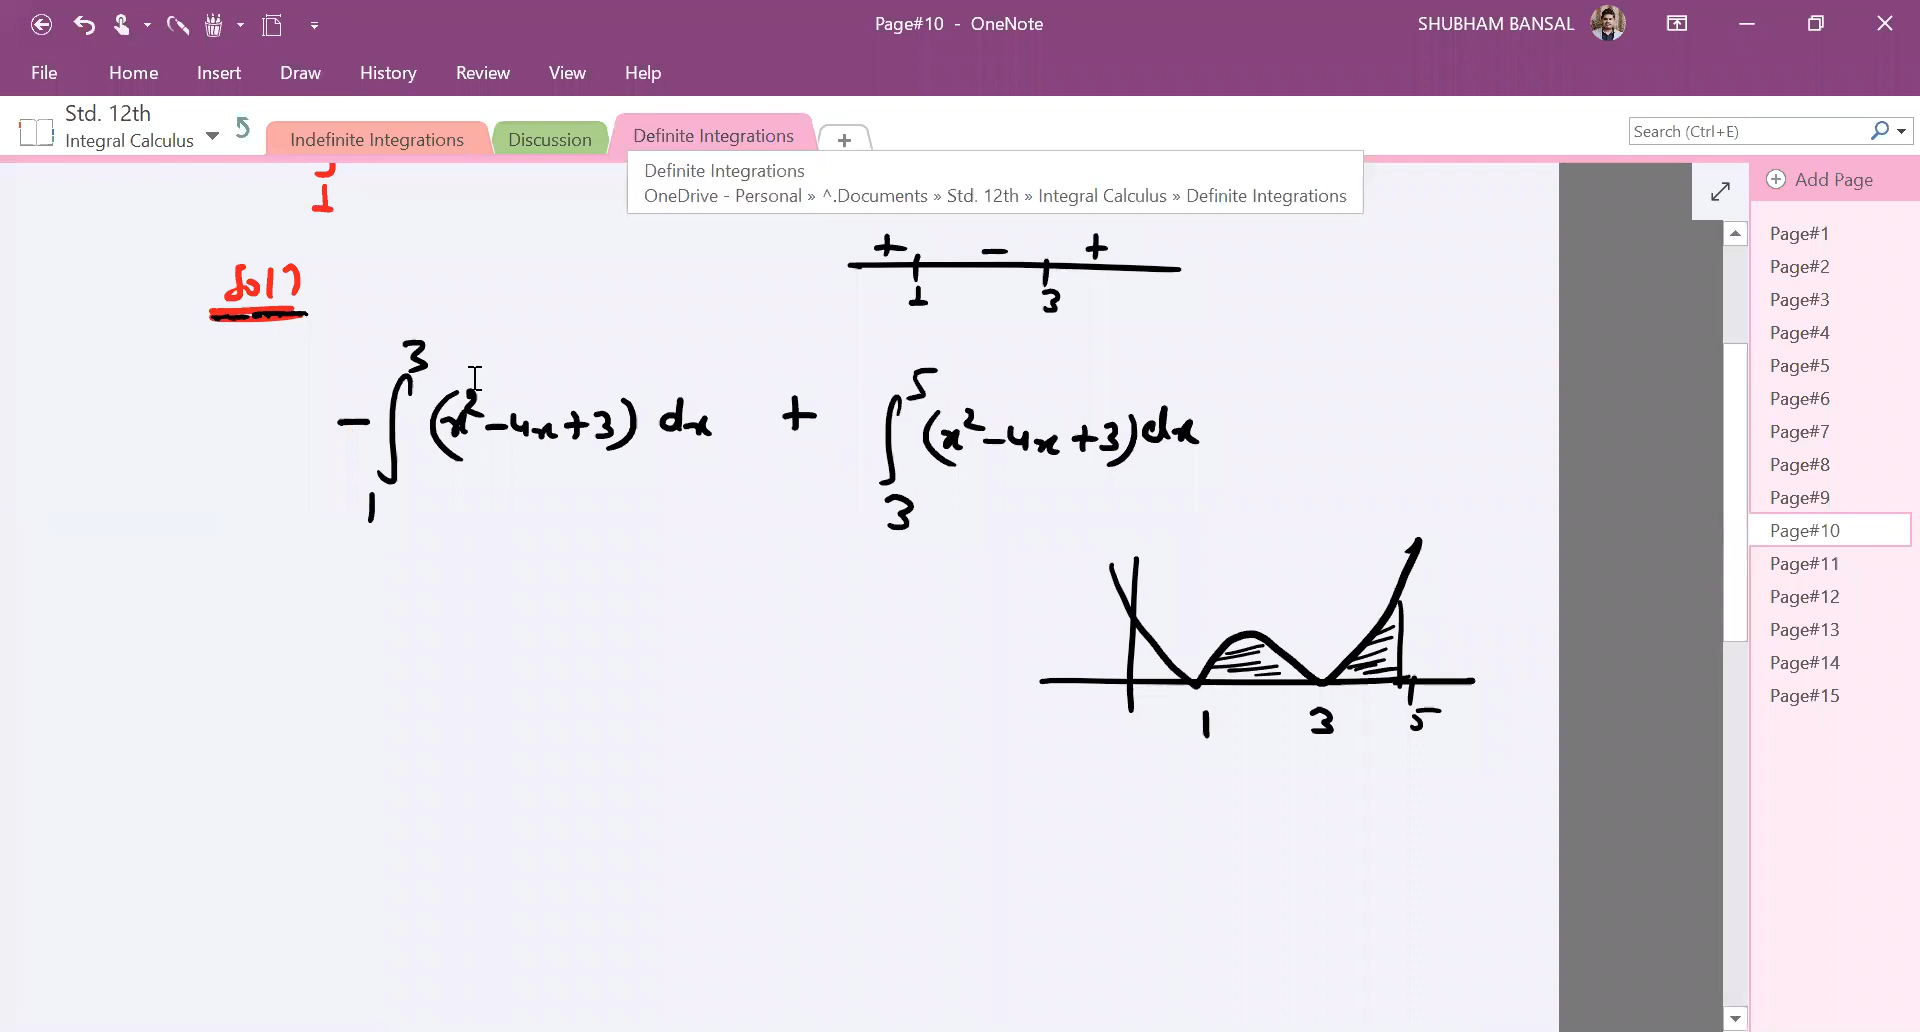 Page#10 - OneNote
SHUBHAM BANSAL
File Home Insert Draw History Review View Help
Std. 12th
Integral Calculus
Indefinite Integrations
Discussion
Definite Integrations
+
Search (Ctrl+E)
Definite Integrations
OneDrive - Personal » ^.Documents » Std. 12th » Integral Calculus » Definite Integrations
Add Page
Page#1
Page#2
Page#3
Page#4
Page#5
Page#6
Page#7
Page#8
Page#9
Page#10
Page#11
Page#12
Page#13
Page#14
Page#15
1
+ − +
1 3
Sol?
−∫₁³ (x²−4x+3) dx + ∫₃⁵ (x²−4x+3) dx
1 3 5